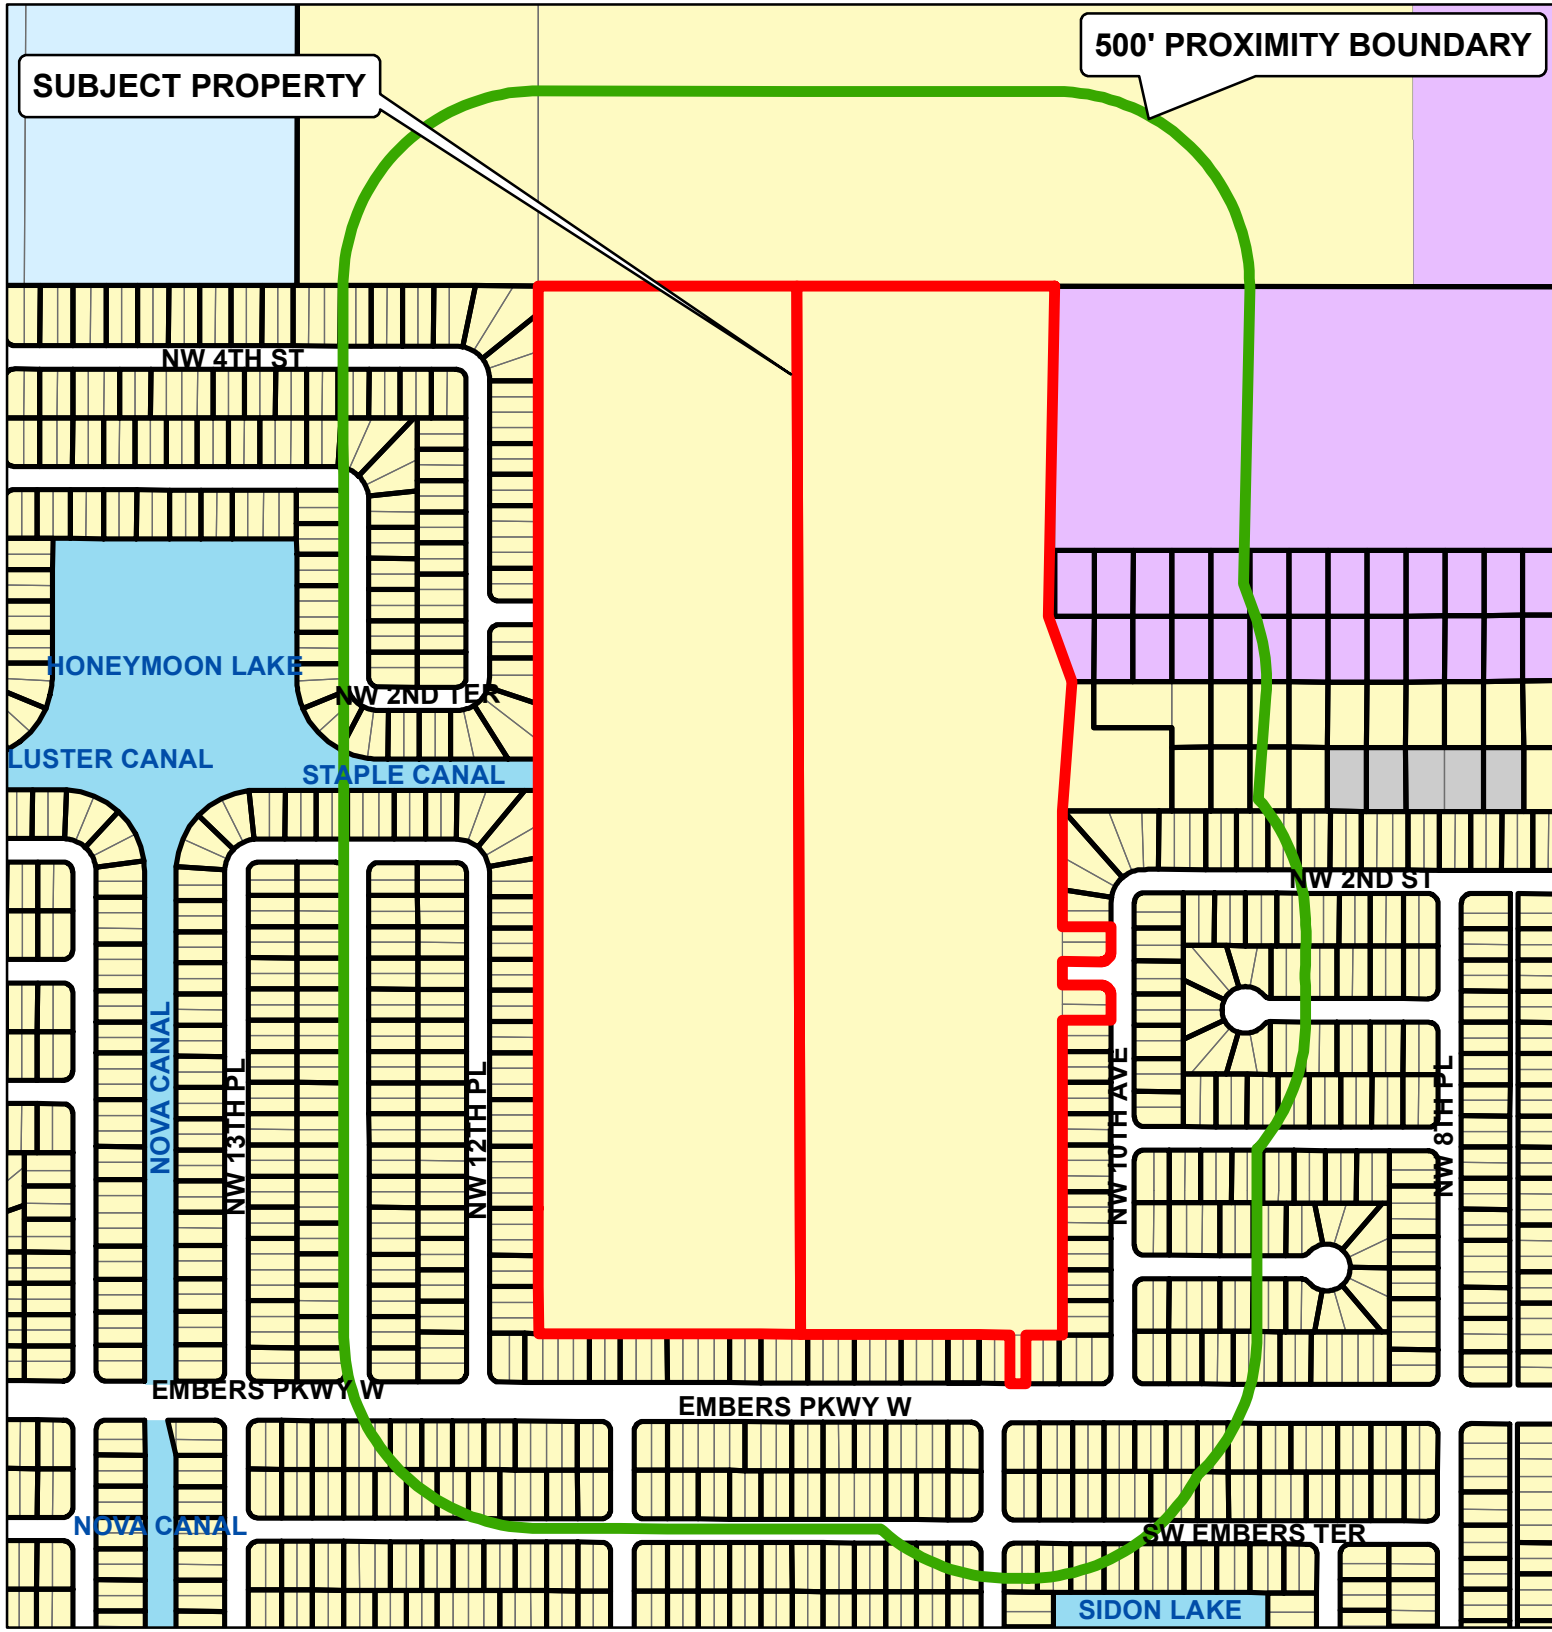 500' PROXIMITY BOUNDARY
SUBJECT PROPERTY
NW 4TH ST
HONEYMOON LAKE
NW 2ND TER
LUSTER CANAL
STAPLE CANAL
NW 2ND ST
NOVA CANAL
NW 13TH PL
NW 12TH PL
NW 10TH AVE
NW 8TH PL
EMBERS PKWY W
EMBERS PKWY W
NOVA CANAL
SW EMBERS TER
SIDON LAKE